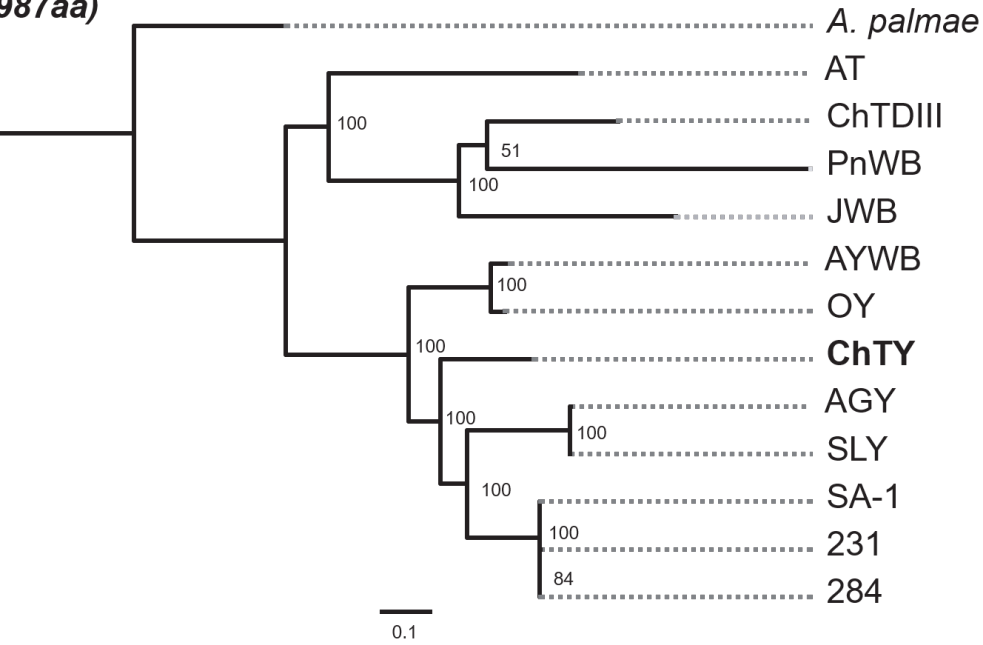 987aa)
A. palmae
AT
100
ChTDIII
51
PnWB
100
JWB
AYWB
100
OY
100
ChTY
AGY
100
100
SLY
100
SA-1
100
231
84
284
0.1